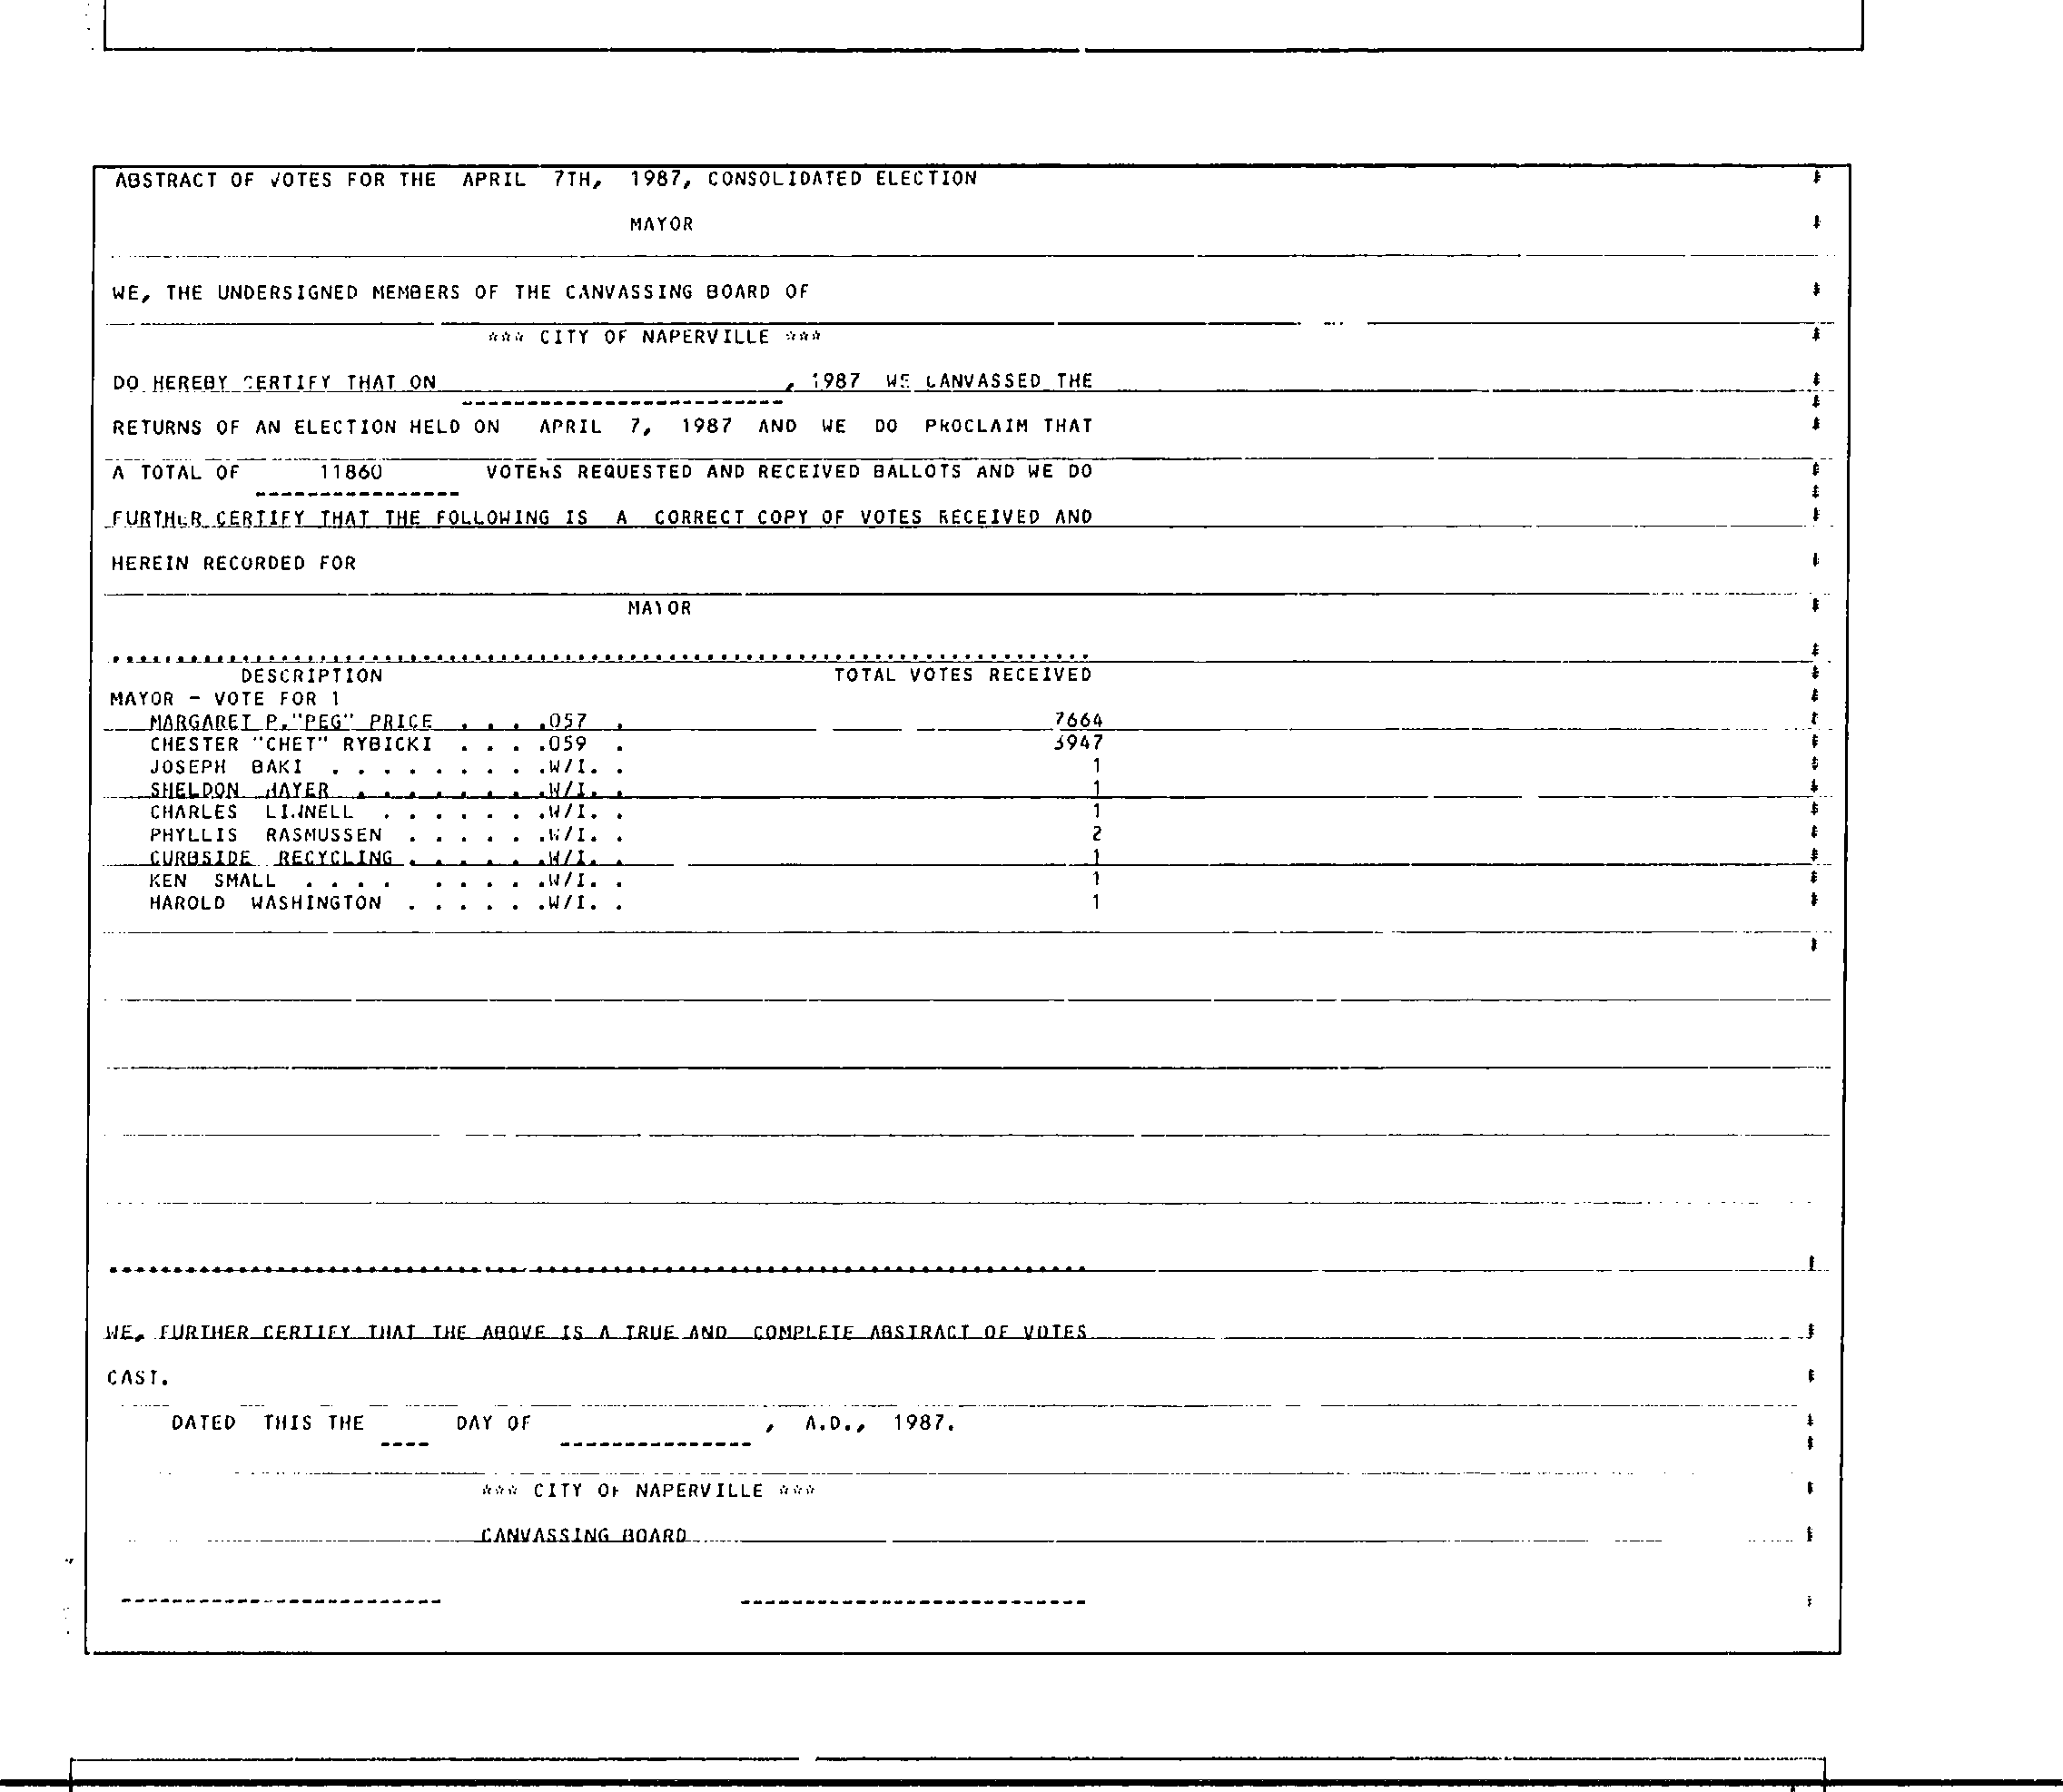 ABSTRACT OF VOTES FOR THE APRIL 7TH, 1987, CONSOLIDATED ELECTION
MAYOR
WE, THE UNDERSIGNED MEMBERS OF THE CANVASSING BOARD OF
*** CITY OF NAPERVILLE ***
DO HEREBY CERTIFY THAT ON , 1987 WE CANVASSED THE
RETURNS OF AN ELECTION HELD ON APRIL 7, 1987 AND WE DO PROCLAIM THAT
A TOTAL OF 11860 VOTERS REQUESTED AND RECEIVED BALLOTS AND WE DO
FURTHER CERTIFY THAT THE FOLLOWING IS A CORRECT COPY OF VOTES RECEIVED AND
HEREIN RECORDED FOR
MAYOR
DESCRIPTION TOTAL VOTES RECEIVED
MAYOR - VOTE FOR 1
MARGARET P."PEG" PRICE . . . .057 . 7664
CHESTER "CHET" RYBICKI . . . .059 . 3947
JOSEPH BAKI . . . . . . . . .W/I. . 1
SHELDON . . . . . . . .W/I. . 1
CHARLES . . . . . . .W/I. . 1
PHYLLIS RASMUSSEN . . . . . .W/I. . 2
CURBSIDE RECYCLING . . . . . .W/I. . 1
KEN SMALL . . . . . . . . .W/I. . 1
HAROLD WASHINGTON . . . . . .W/I. . 1
WE, FURTHER CERTIFY THAT THE ABOVE IS A TRUE AND COMPLETE ABSTRACT OF VOTES
CAST.
DATED THIS THE ---- DAY OF , A.D., 1987.
*** CITY OF NAPERVILLE ***
CANVASSING BOARD